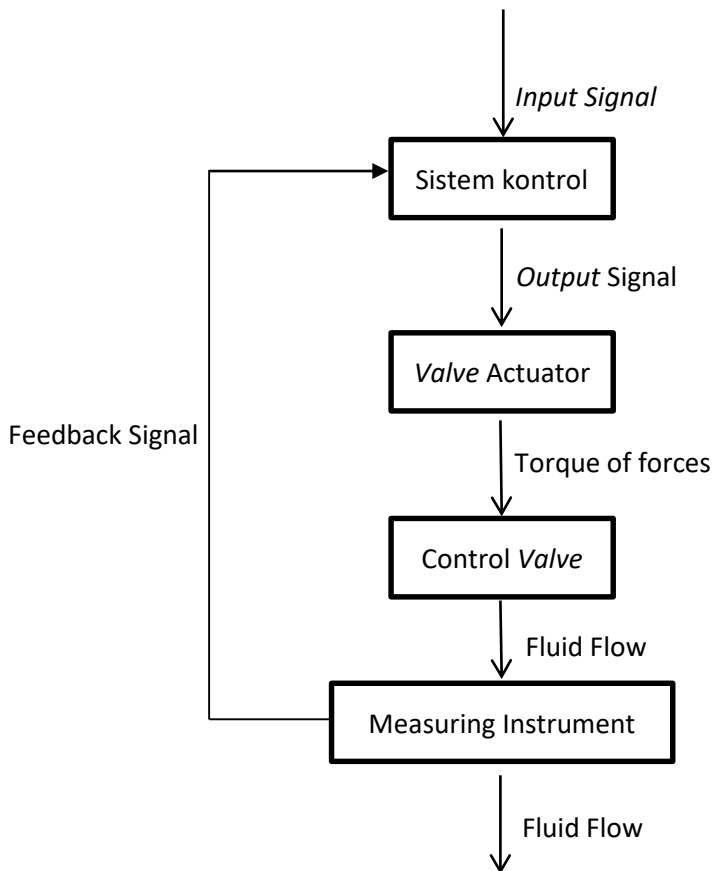 Input Signal
Sistem kontrol
Output Signal
Valve Actuator
Feedback Signal
Torque of forces
Control Valve
Fluid Flow
Measuring Instrument
Fluid Flow